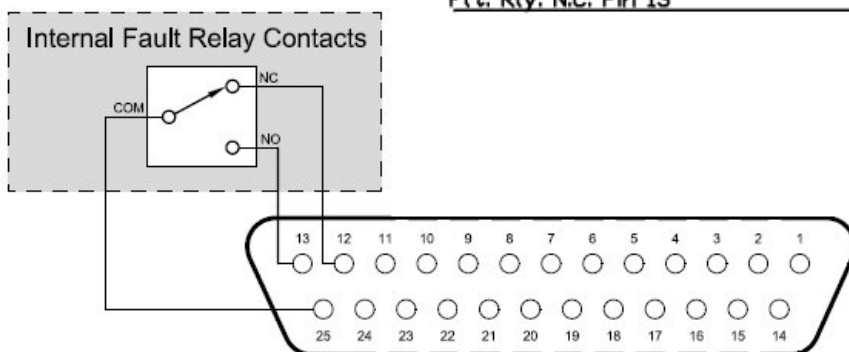 Internal Fault Relay Contacts
NC
COM
NO
13 12 11 10 9 8 7 6 5 4 3 2 1
25 24 23 22 21 20 19 18 17 16 15 14